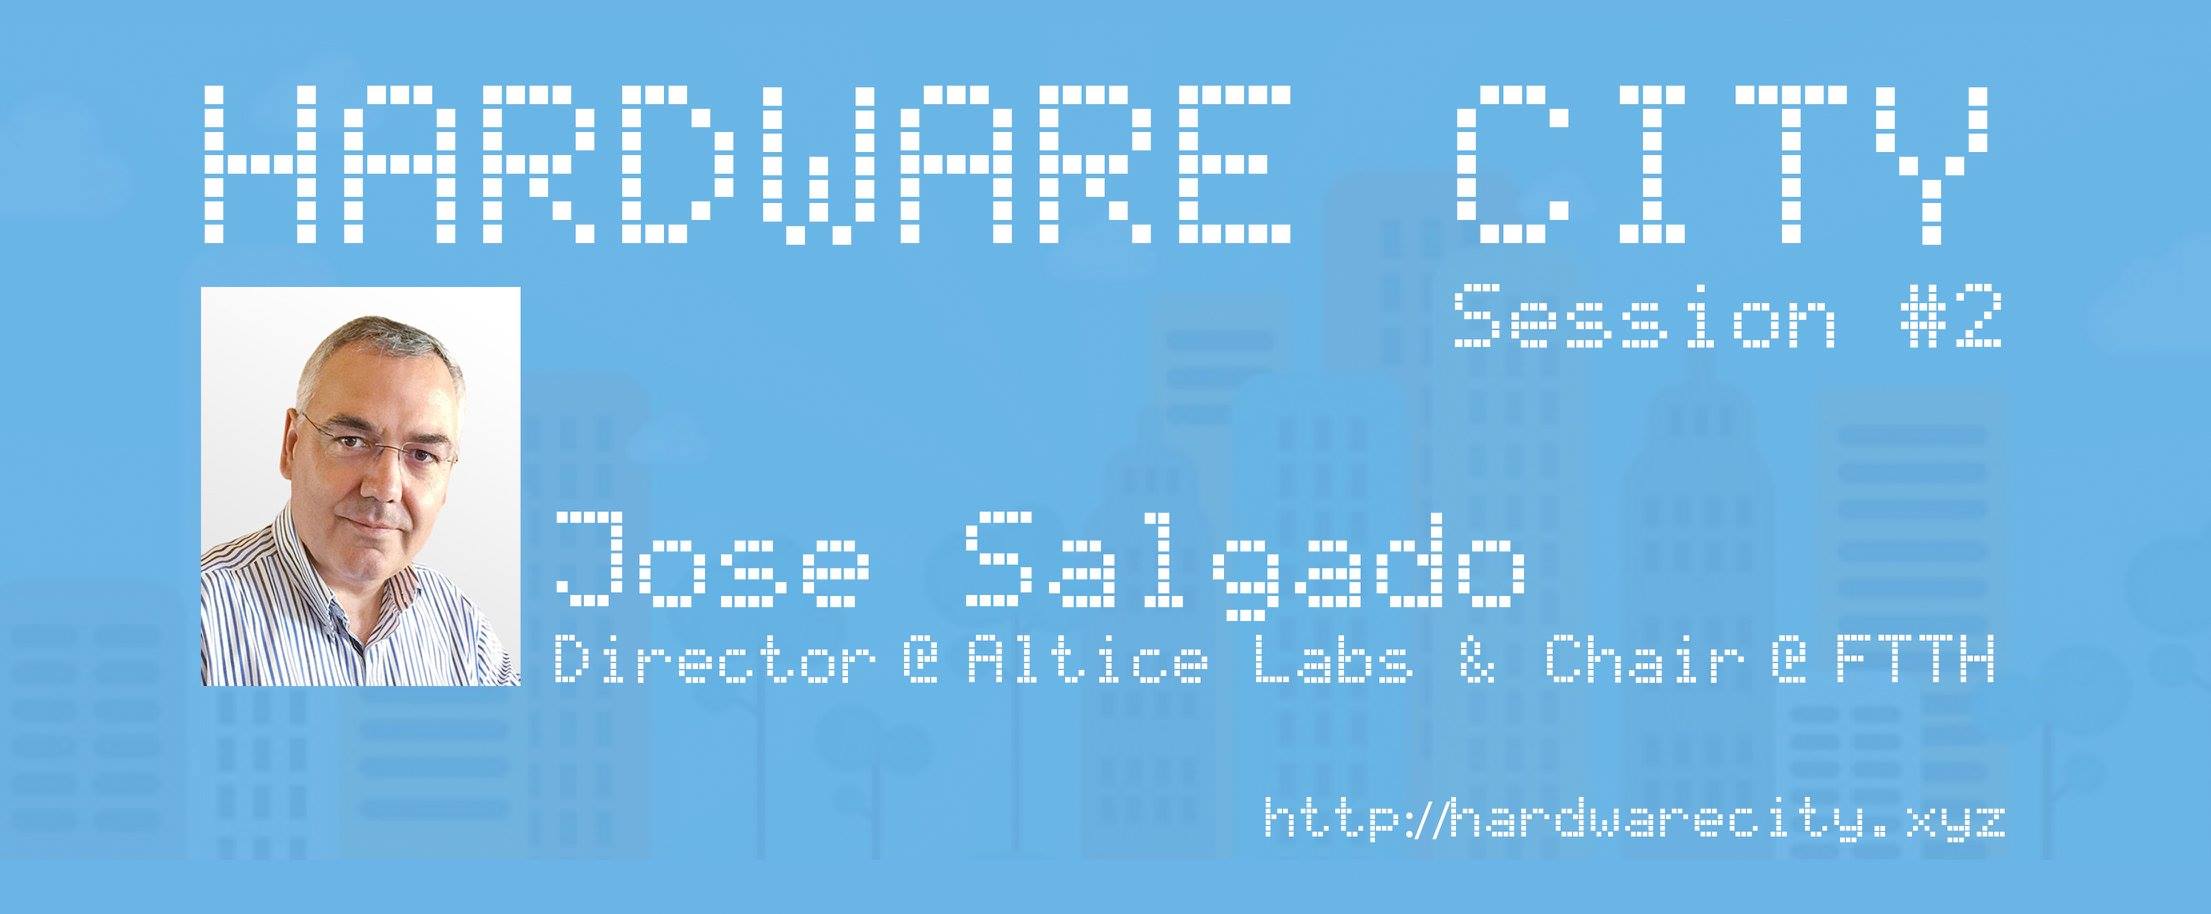 HARDWARE CITY
Session #2
Jose Salgado
Director @ Altice Labs & Chair @ FTTH
http://hardwarecity.xyz